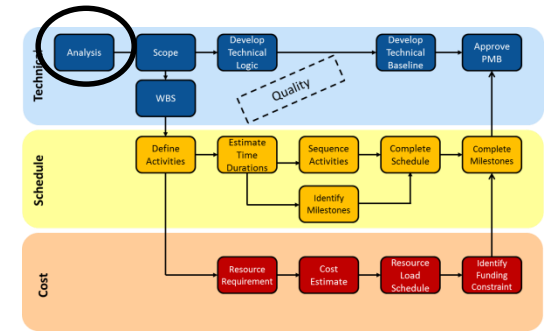 Technical
Analysis
Scope
Develop
Technical
Logic
Develop
Technical
Baseline
Approve
PMB
WBS
Quality
Schedule
Define
Activities
Estimate
Time
Durations
Sequence
Activities
Complete
Schedule
Complete
Milestones
Identify
Milestones
Cost
Resource
Requirement
Cost
Estimate
Resource
Load
Schedule
Identify
Funding
Constraint